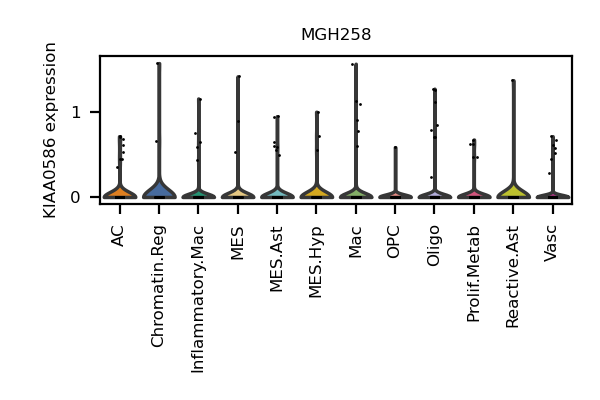 MGH258
KIAA0586 expression
1
0
AC
Chromatin.Reg
Inflammatory.Mac
MES
MES.Ast
MES.Hyp
Mac
OPC
Oligo
Prolif.Metab
Reactive.Ast
Vasc